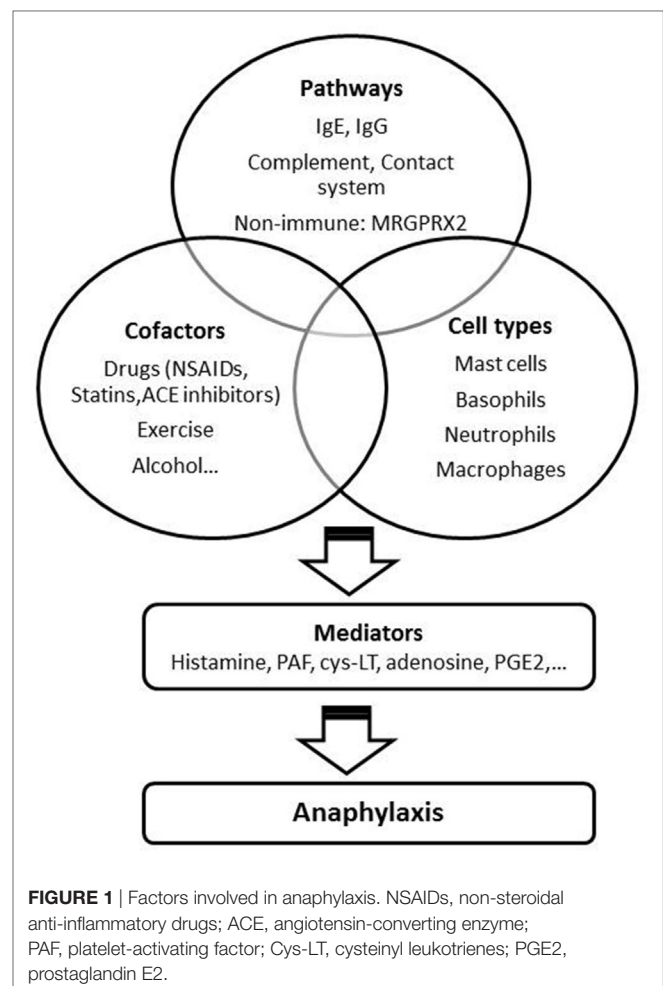 Pathways
IgE, IgG
Complement, Contact
system
Non-immune: MRGPRX2
Cofactors
Drugs (NSAIDs,
Statins,ACE inhibitors)
Exercise
Alcohol...
Cell types
Mast cells
Basophils
Neutrophils
Macrophages
Mediators
Histamine, PAF, cys-LT, adenosine, PGE2,...
Anaphylaxis
FIGURE 1 | Factors involved in anaphylaxis. NSAIDs, non-steroidal
anti-inflammatory drugs; ACE, angiotensin-converting enzyme;
PAF, platelet-activating factor; Cys-LT, cysteinyl leukotrienes; PGE2,
prostaglandin E2.